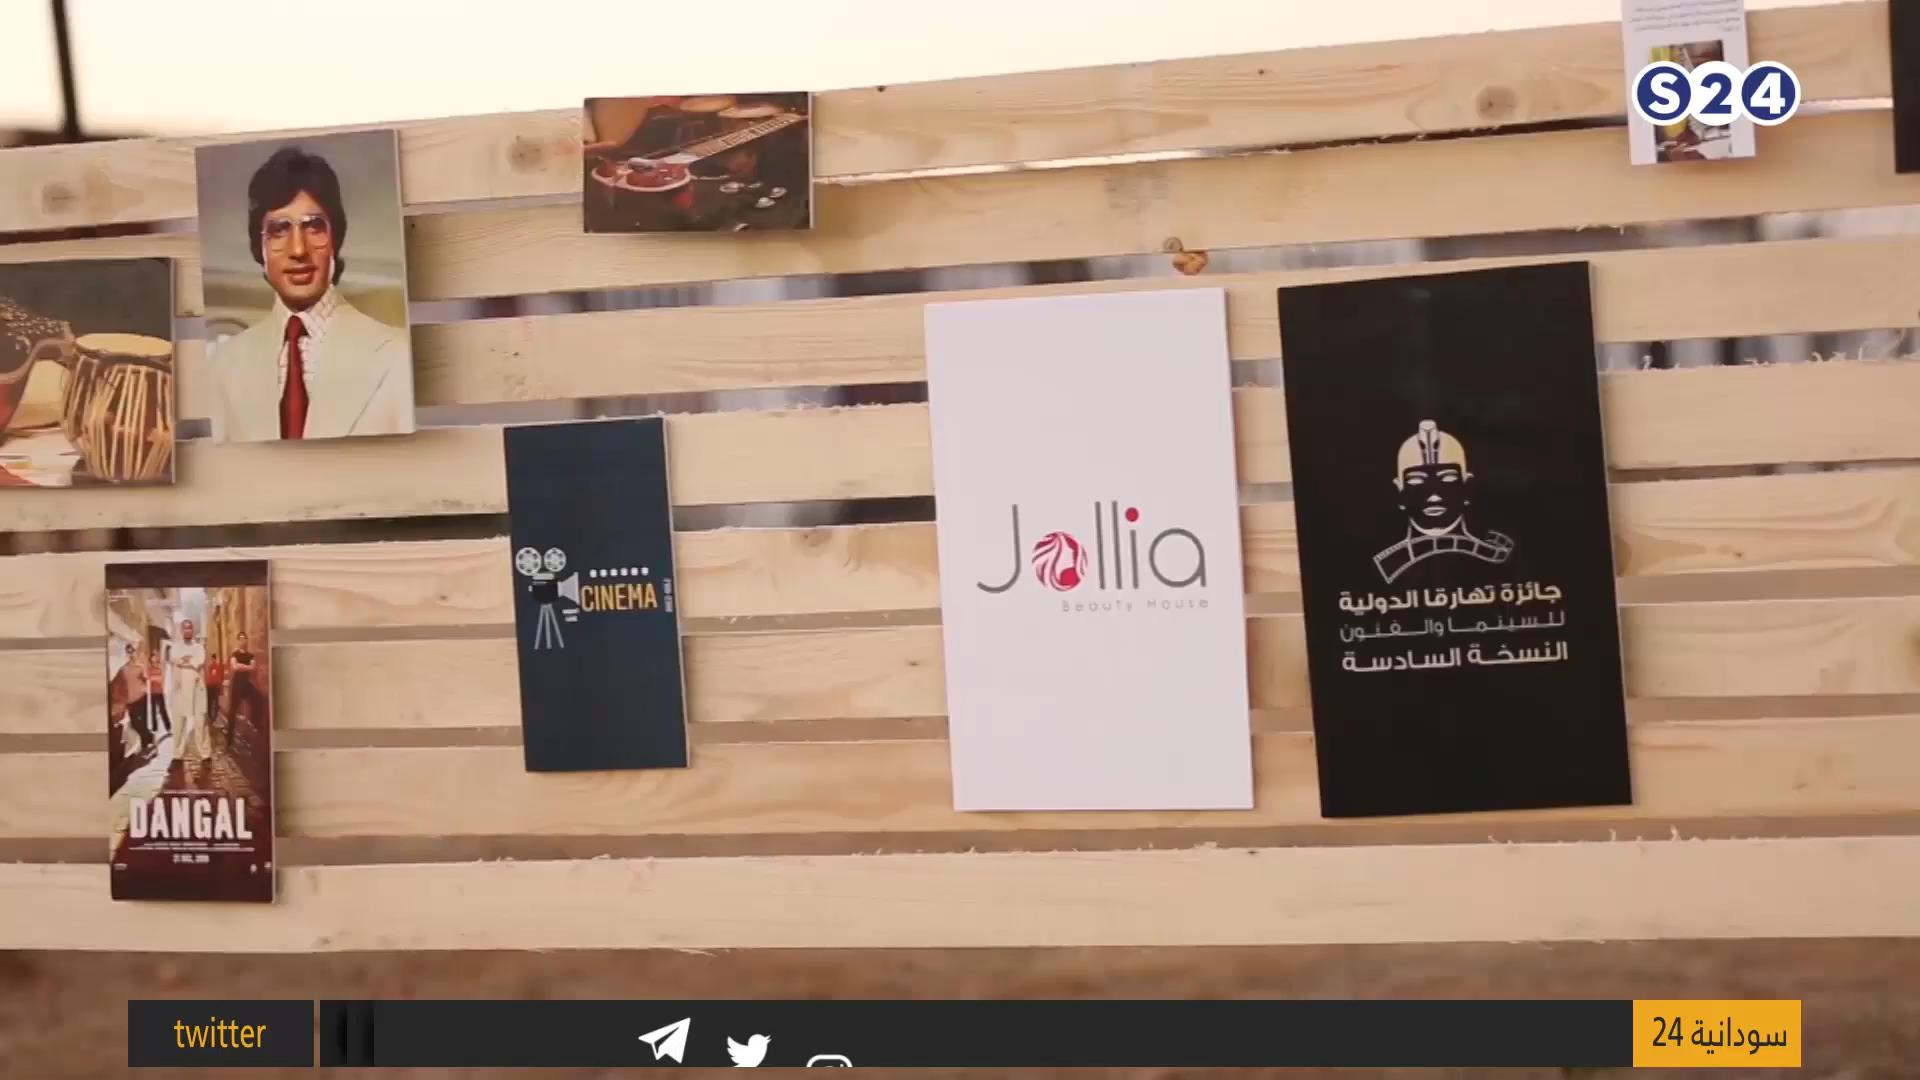 S24
DANGAL
CINEMA
Jollia
Beauty House
جائزة تهارقا الدولية
للسينما والفنون
النسخة السادسة
twitter
سودانية 24